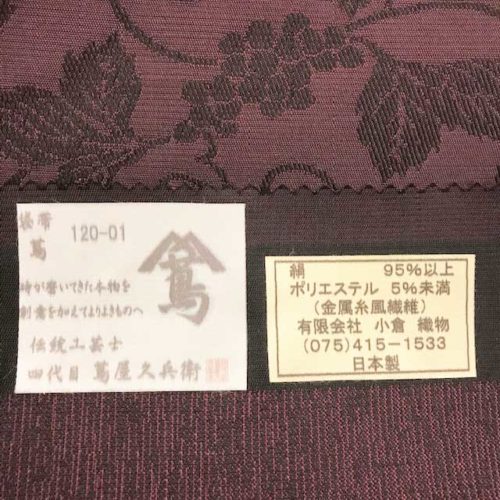 袋帯
蔦 120-01
蔦
時が磨いてきた本物を
創意を加えてよりよきものへ
伝統工芸士
四代目 蔦屋久兵衛
絹 95%以上
ポリエステル 5%未満
(金属糸風繊維)
有限会社 小倉 織物
(075)415-1533
日本製